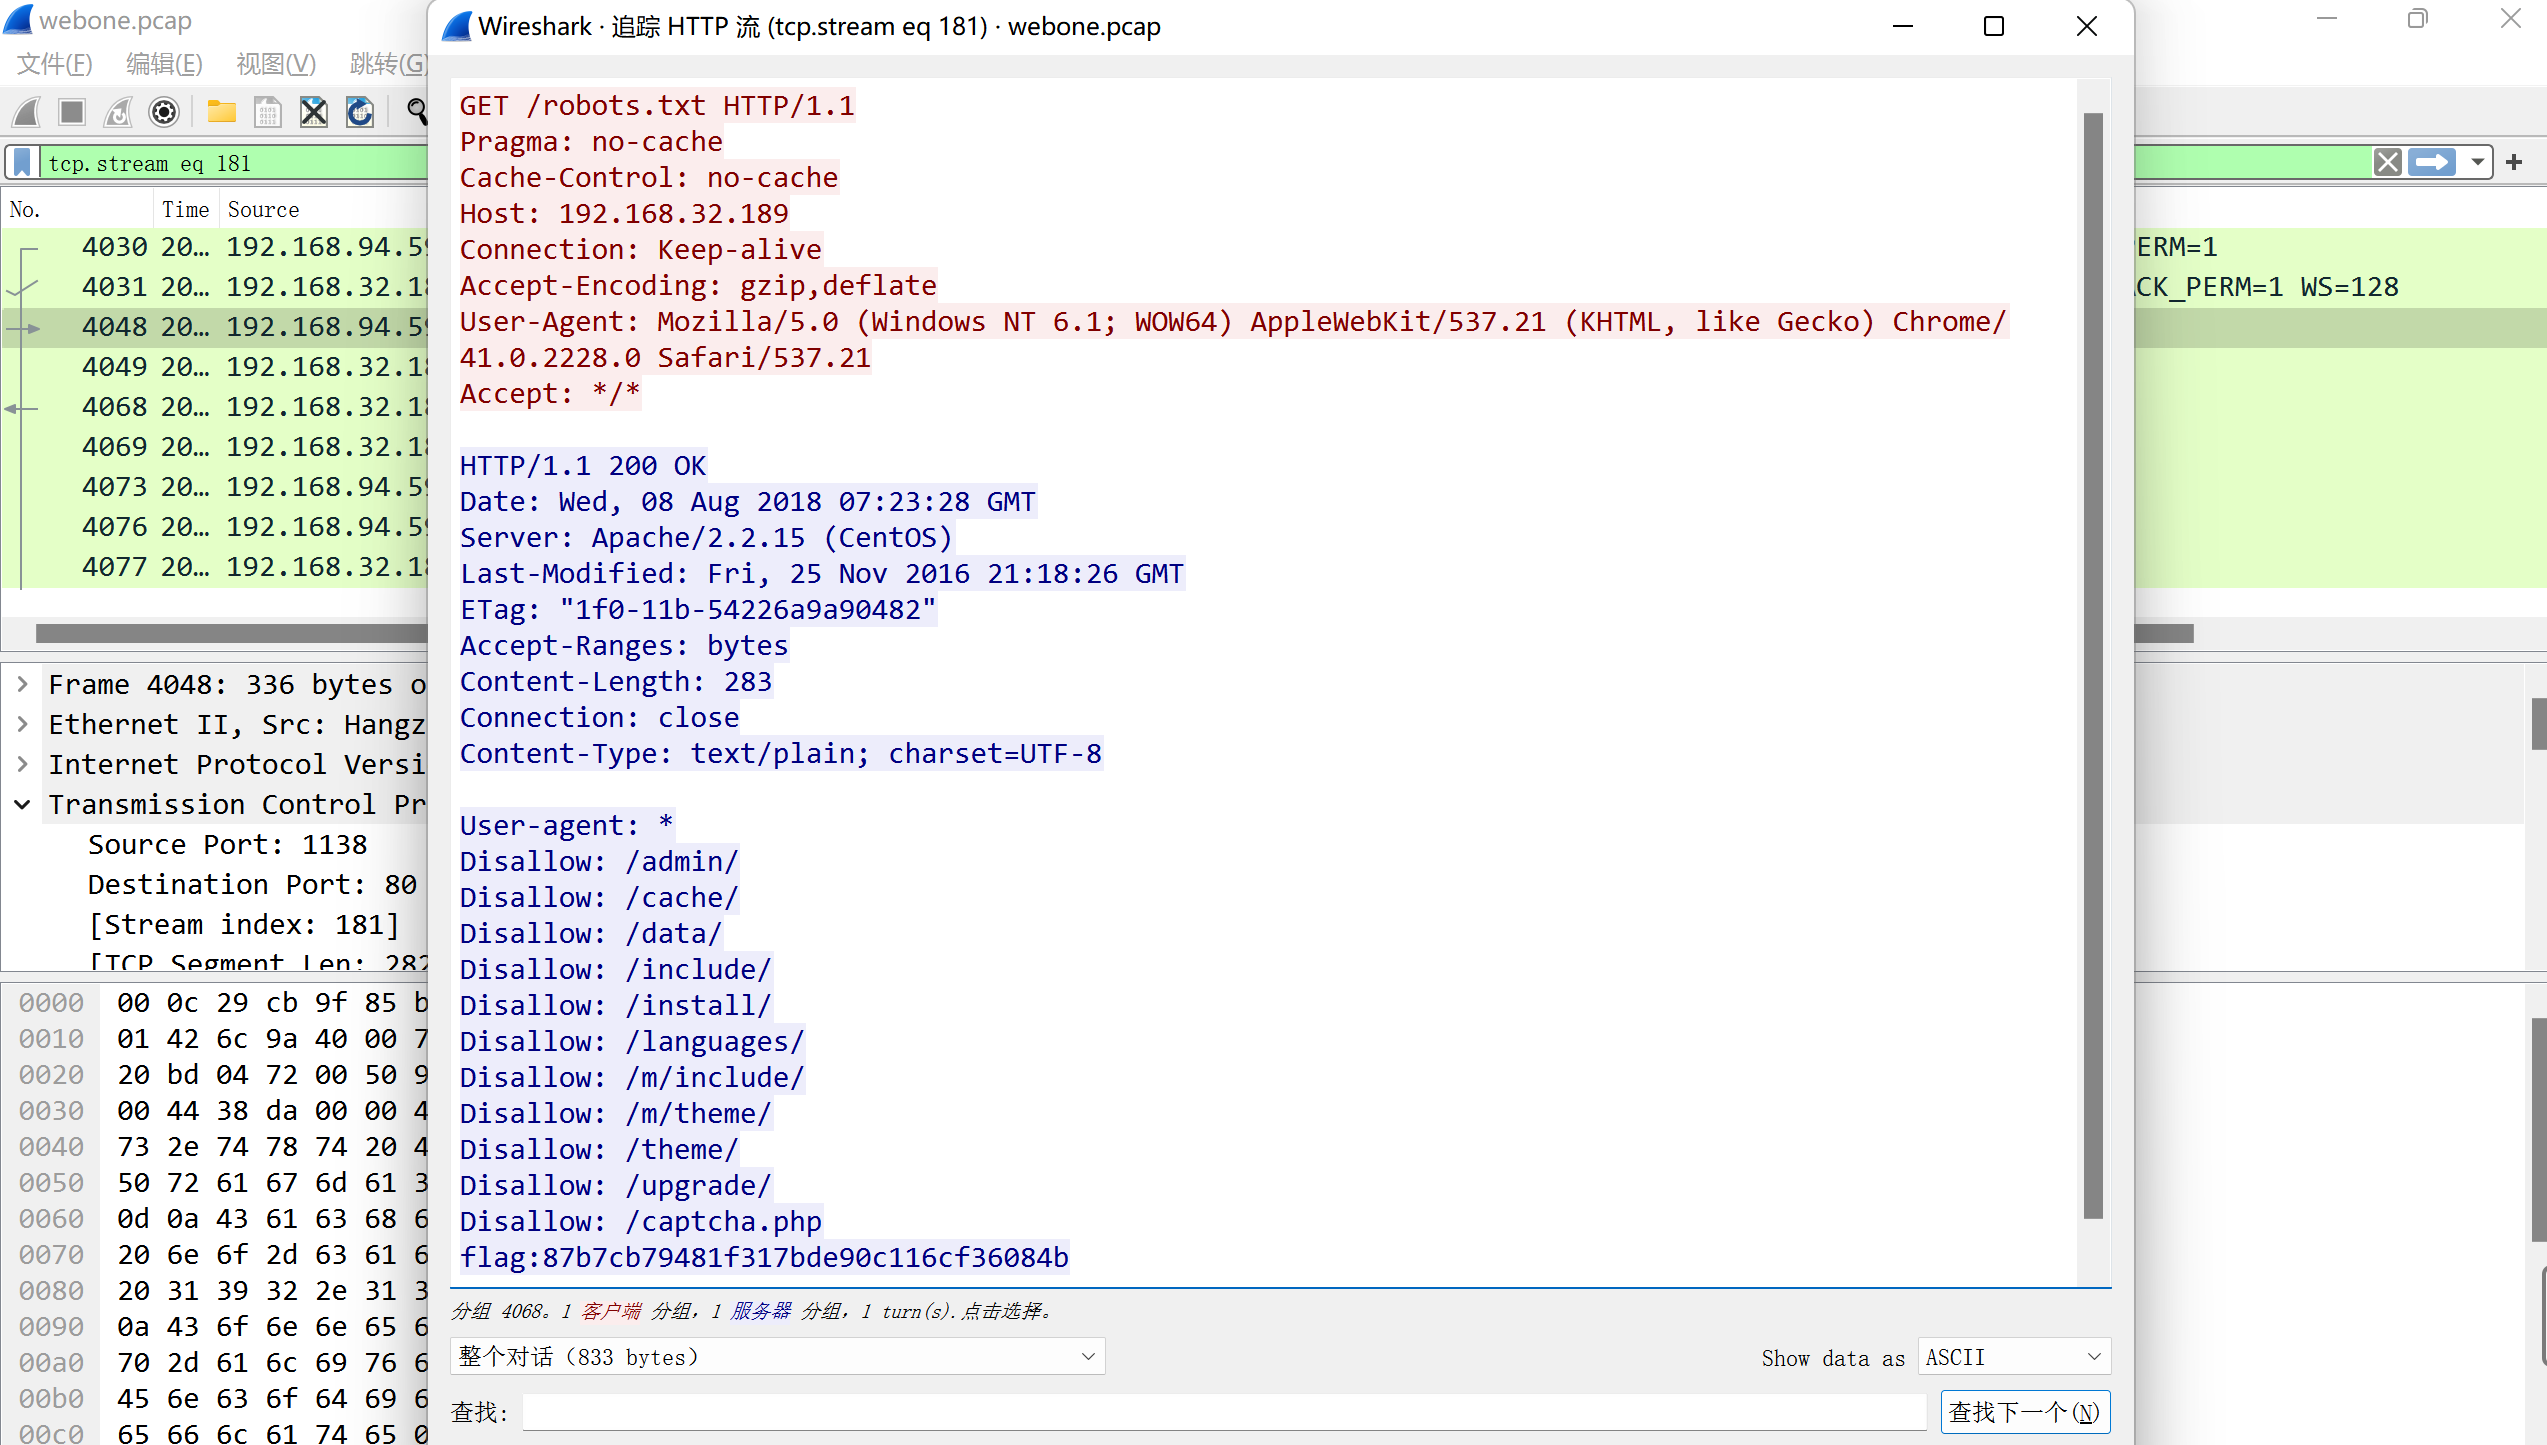 webone.pcap
文件(F) 编辑(E) 视图(V) 跳转(G)
tcp.stream eq 181
No. Time Source
4030 20… 192.168.94.59
4031 20… 192.168.32.18
4048 20… 192.168.94.59
4049 20… 192.168.32.18
4068 20… 192.168.32.18
4069 20… 192.168.32.18
4073 20… 192.168.94.59
4076 20… 192.168.94.59
4077 20… 192.168.32.18
ERM=1
CK_PERM=1 WS=128
Frame 4048: 336 bytes o
Ethernet II, Src: Hangz
Internet Protocol Versi
Transmission Control Pr
Source Port: 1138
Destination Port: 80
[Stream index: 181]
[TCP Segment Len: 282
0000 00 0c 29 cb 9f 85 b
0010 01 42 6c 9a 40 00 7
0020 20 bd 04 72 00 50 9
0030 00 44 38 da 00 00 4
0040 73 2e 74 78 74 20 4
0050 50 72 61 67 6d 61 3
0060 0d 0a 43 61 63 68 6
0070 20 6e 6f 2d 63 61 6
0080 20 31 39 32 2e 31 3
0090 0a 43 6f 6e 6e 65 6
00a0 70 2d 61 6c 69 76 6
00b0 45 6e 63 6f 64 69 6
00c0 65 66 6c 61 74 65 0
Wireshark · 追踪 HTTP 流 (tcp.stream eq 181) · webone.pcap
GET /robots.txt HTTP/1.1
Pragma: no-cache
Cache-Control: no-cache
Host: 192.168.32.189
Connection: Keep-alive
Accept-Encoding: gzip,deflate
User-Agent: Mozilla/5.0 (Windows NT 6.1; WOW64) AppleWebKit/537.21 (KHTML, like Gecko) Chrome/
41.0.2228.0 Safari/537.21
Accept: */*
HTTP/1.1 200 OK
Date: Wed, 08 Aug 2018 07:23:28 GMT
Server: Apache/2.2.15 (CentOS)
Last-Modified: Fri, 25 Nov 2016 21:18:26 GMT
ETag: "1f0-11b-54226a9a90482"
Accept-Ranges: bytes
Content-Length: 283
Connection: close
Content-Type: text/plain; charset=UTF-8
User-agent: *
Disallow: /admin/
Disallow: /cache/
Disallow: /data/
Disallow: /include/
Disallow: /install/
Disallow: /languages/
Disallow: /m/include/
Disallow: /m/theme/
Disallow: /theme/
Disallow: /upgrade/
Disallow: /captcha.php
flag:87b7cb79481f317bde90c116cf36084b
分组 4068。1 客户端 分组, 1 服务器 分组, 1 turn(s).点击选择。
整个对话（833 bytes） Show data as ASCII
查找: 查找下一个(N)